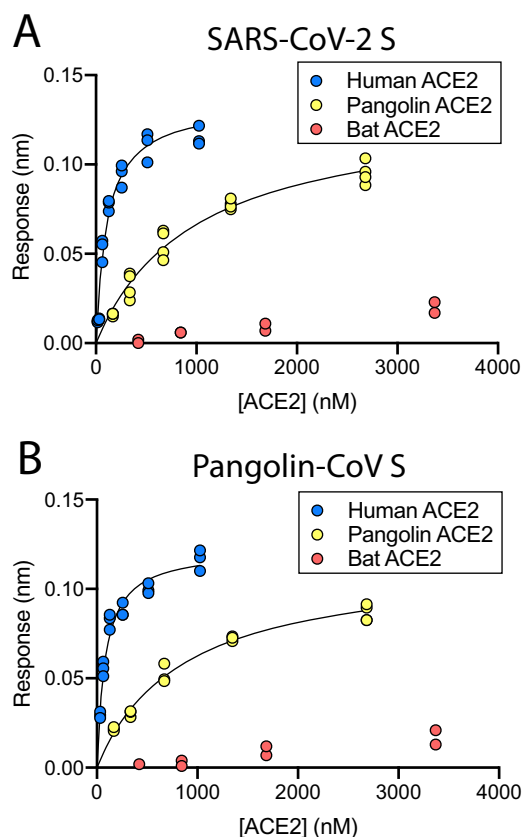 A
SARS-CoV-2 S
Human ACE2
Pangolin ACE2
Bat ACE2
0.15
0.10
0.05
0.00
Response (nm)
0
1000
2000
3000
4000
[ACE2] (nM)
B
Pangolin-CoV S
Human ACE2
Pangolin ACE2
Bat ACE2
0.15
0.10
0.05
0.00
Response (nm)
0
1000
2000
3000
4000
[ACE2] (nM)